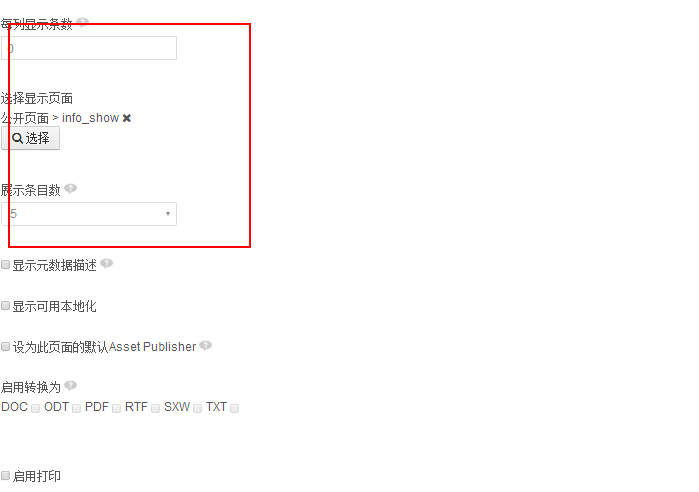 每列显示条数
0
选择显示页面
公开页面 > info_show
选择
展示条目数
5
显示元数据描述
显示可用本地化
设为此页面的默认Asset Publisher
启用转换为
DOC ODT PDF RTF SXW TXT
启用打印